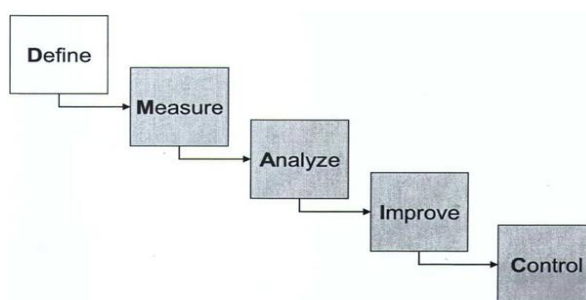 Define
Measure
Analyze
Improve
Control